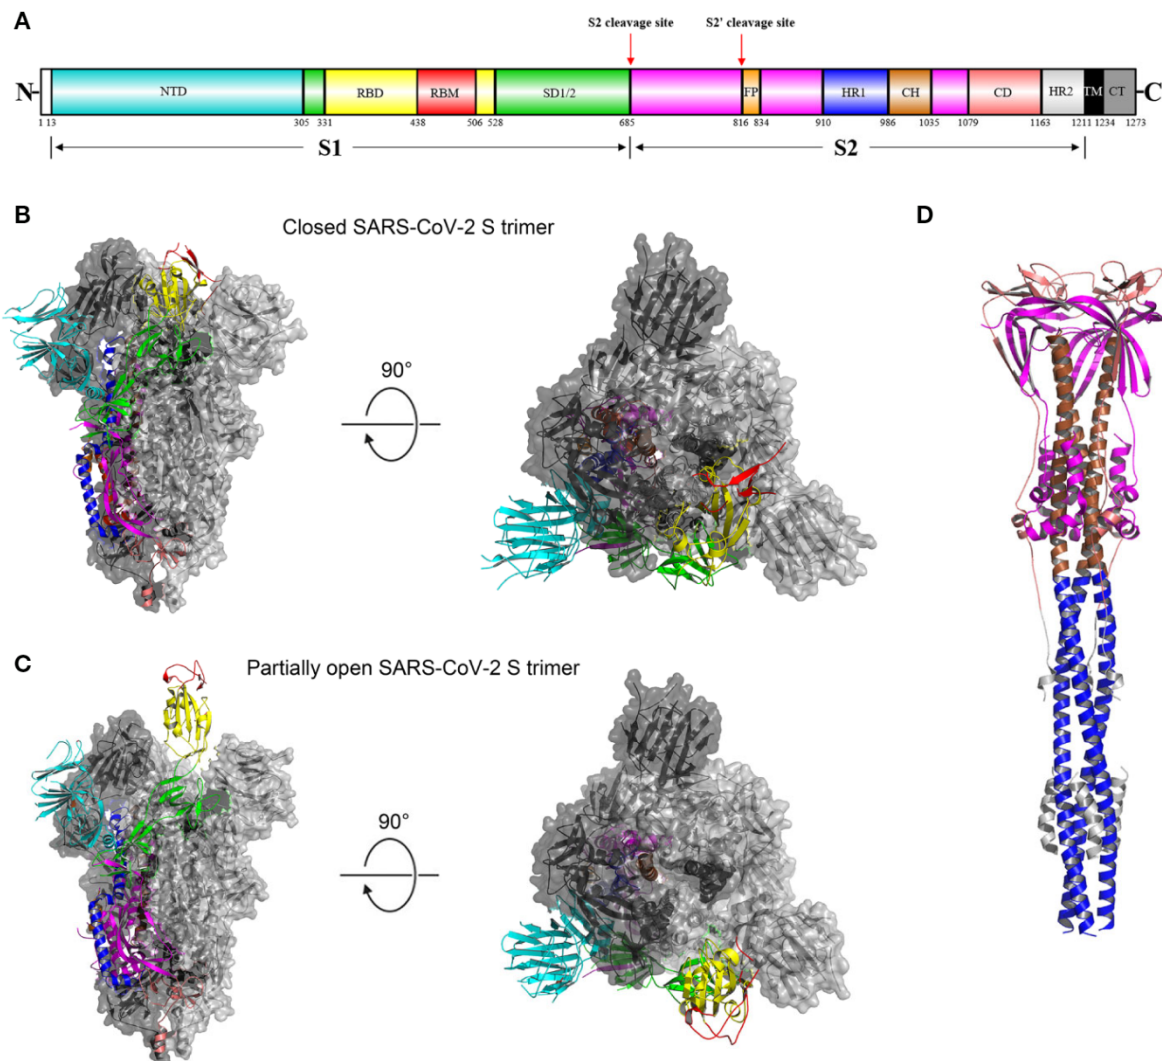 A
S2 cleavage site
S2' cleavage site
N
NTD
RBD
RBM
SD1/2
FP
HR1
CH
CD
HR2
TM
CT
C
1 13 305 331 438 506 528 685 816 834 910 986 1035 1079 1163 1211 1234 1273
S1
S2
B
Closed SARS-CoV-2 S trimer
90°
D
C
Partially open SARS-CoV-2 S trimer
90°